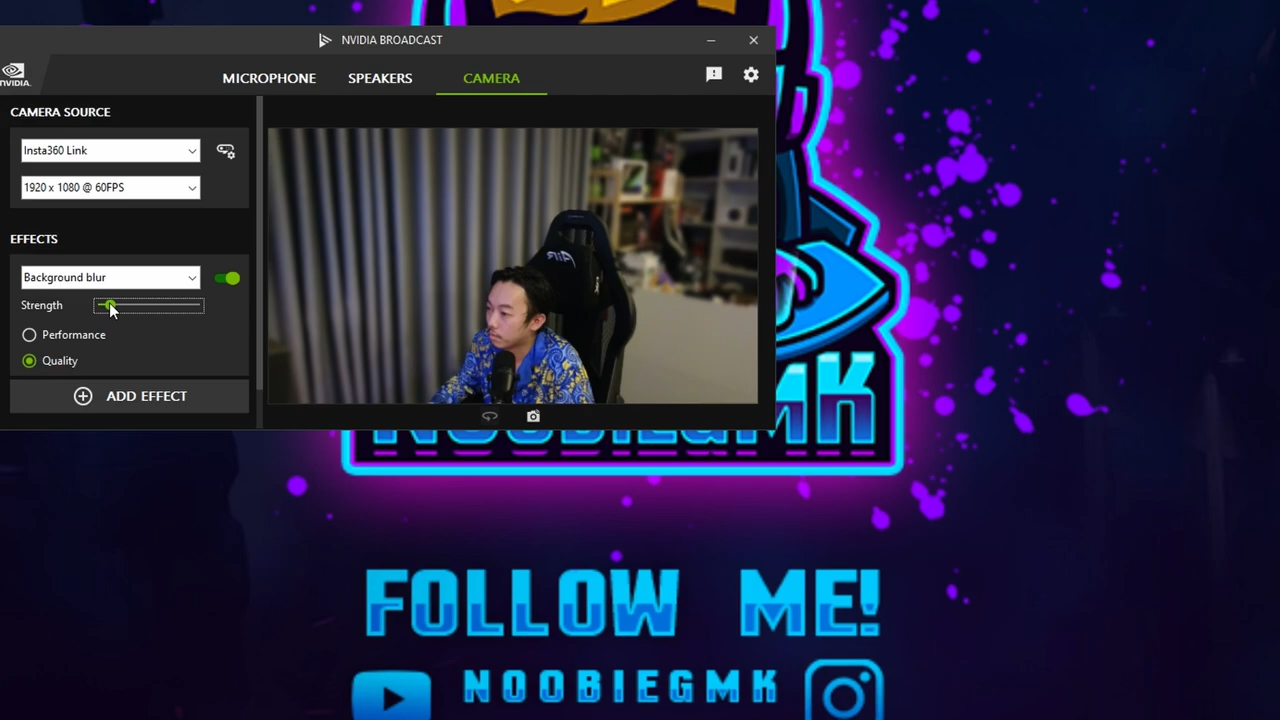 NVIDIA BROADCAST
NVIDIA.
MICROPHONE SPEAKERS CAMERA
CAMERA SOURCE
Insta360 Link
1920 x 1080 @ 60FPS
EFFECTS
Background blur
Strength
Performance
Quality
ADD EFFECT
NOOBIEGMK
FOLLOW ME!
NOOBIEGMK